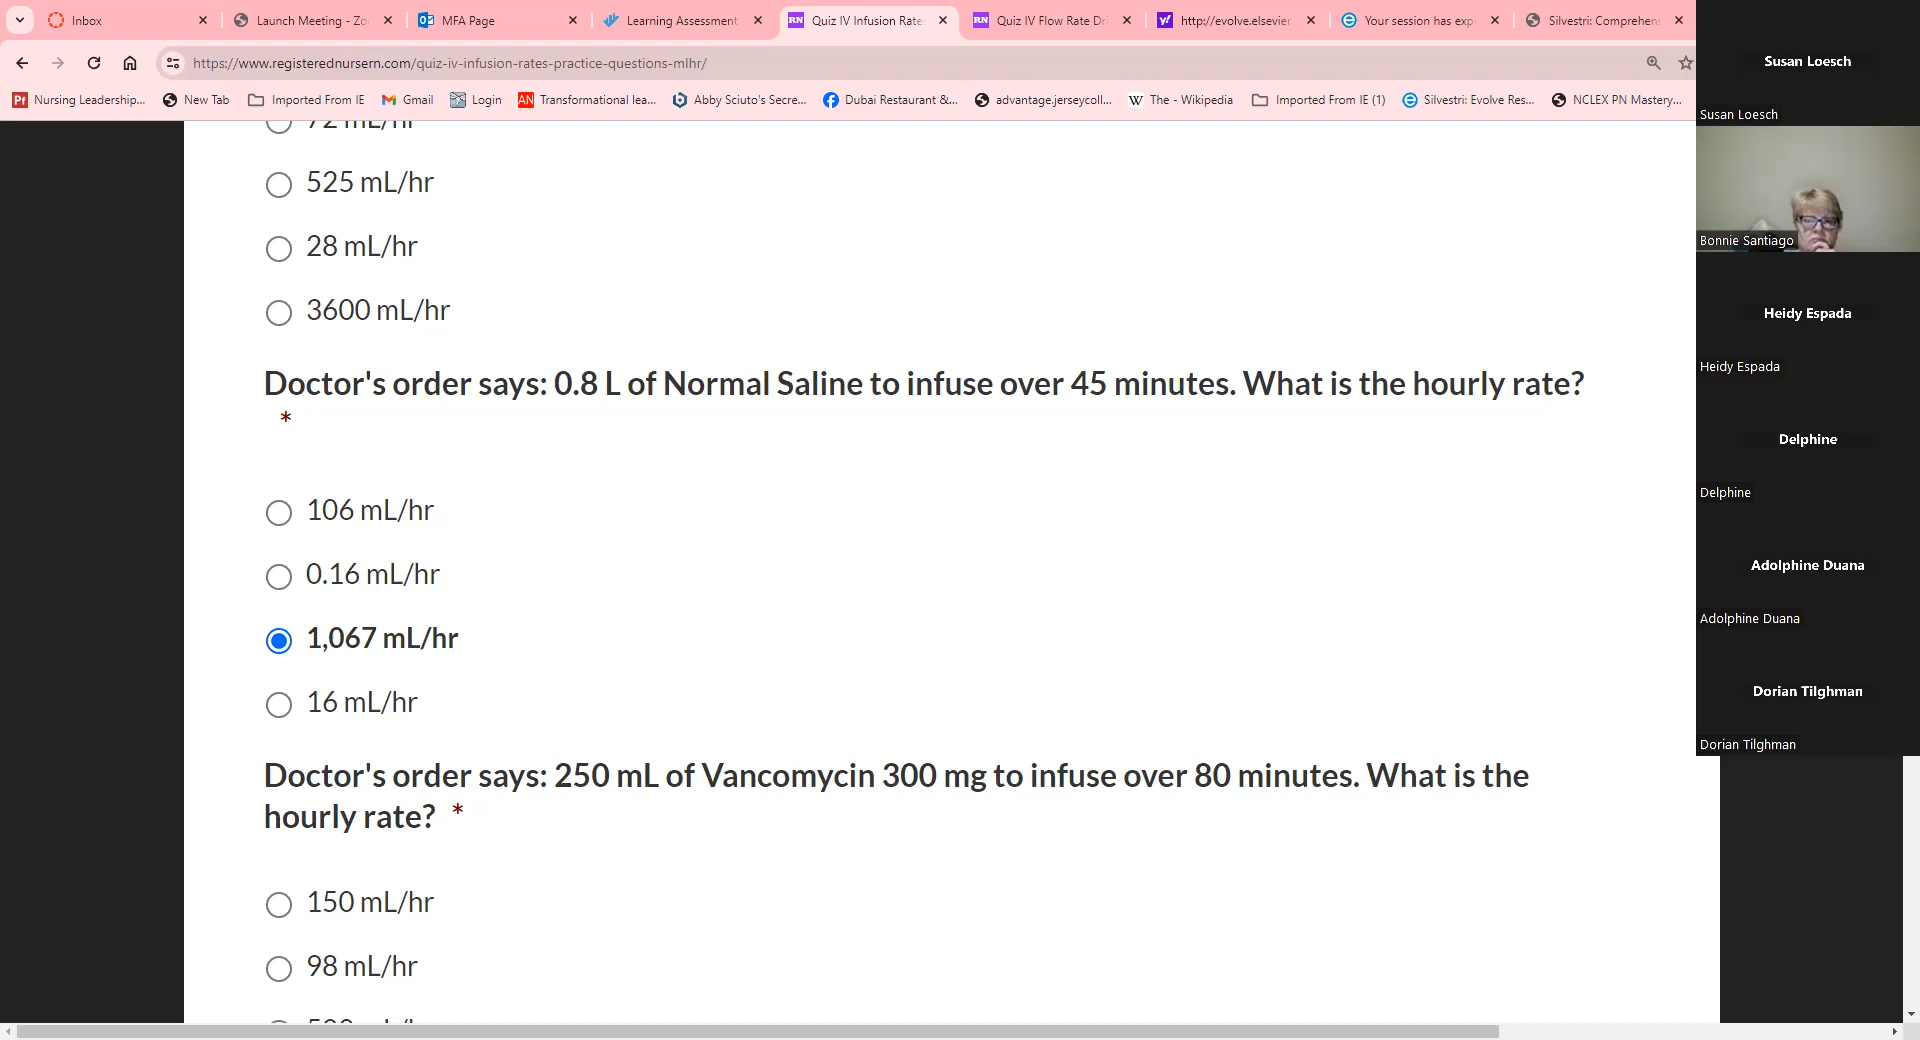 Inbox
Launch Meeting - Zo
MFA Page
Learning Assessment
RN Quiz IV Infusion Rate
RN Quiz IV Flow Rate Dr
y! http://evolve.elsevier
Your session has exp
Silvestri: Comprehen
https://www.registerednursern.com/quiz-iv-infusion-rates-practice-questions-mlhr/
Pf Nursing Leadership...
New Tab
Imported From IE
Gmail
Login
AN Transformational lea...
Abby Sciuto's Secre...
Dubai Restaurant &...
advantage.jerseycoll...
W The - Wikipedia
Imported From IE (1)
Silvestri: Evolve Res...
NCLEX PN Mastery...
72 mL/hr
525 mL/hr
28 mL/hr
3600 mL/hr
Doctor's order says: 0.8 L of Normal Saline to infuse over 45 minutes. What is the hourly rate?
*
106 mL/hr
0.16 mL/hr
1,067 mL/hr
16 mL/hr
Doctor's order says: 250 mL of Vancomycin 300 mg to infuse over 80 minutes. What is the
hourly rate? *
150 mL/hr
98 mL/hr
Susan Loesch
Susan Loesch
Bonnie Santiago
Heidy Espada
Heidy Espada
Delphine
Delphine
Adolphine Duana
Adolphine Duana
Dorian Tilghman
Dorian Tilghman